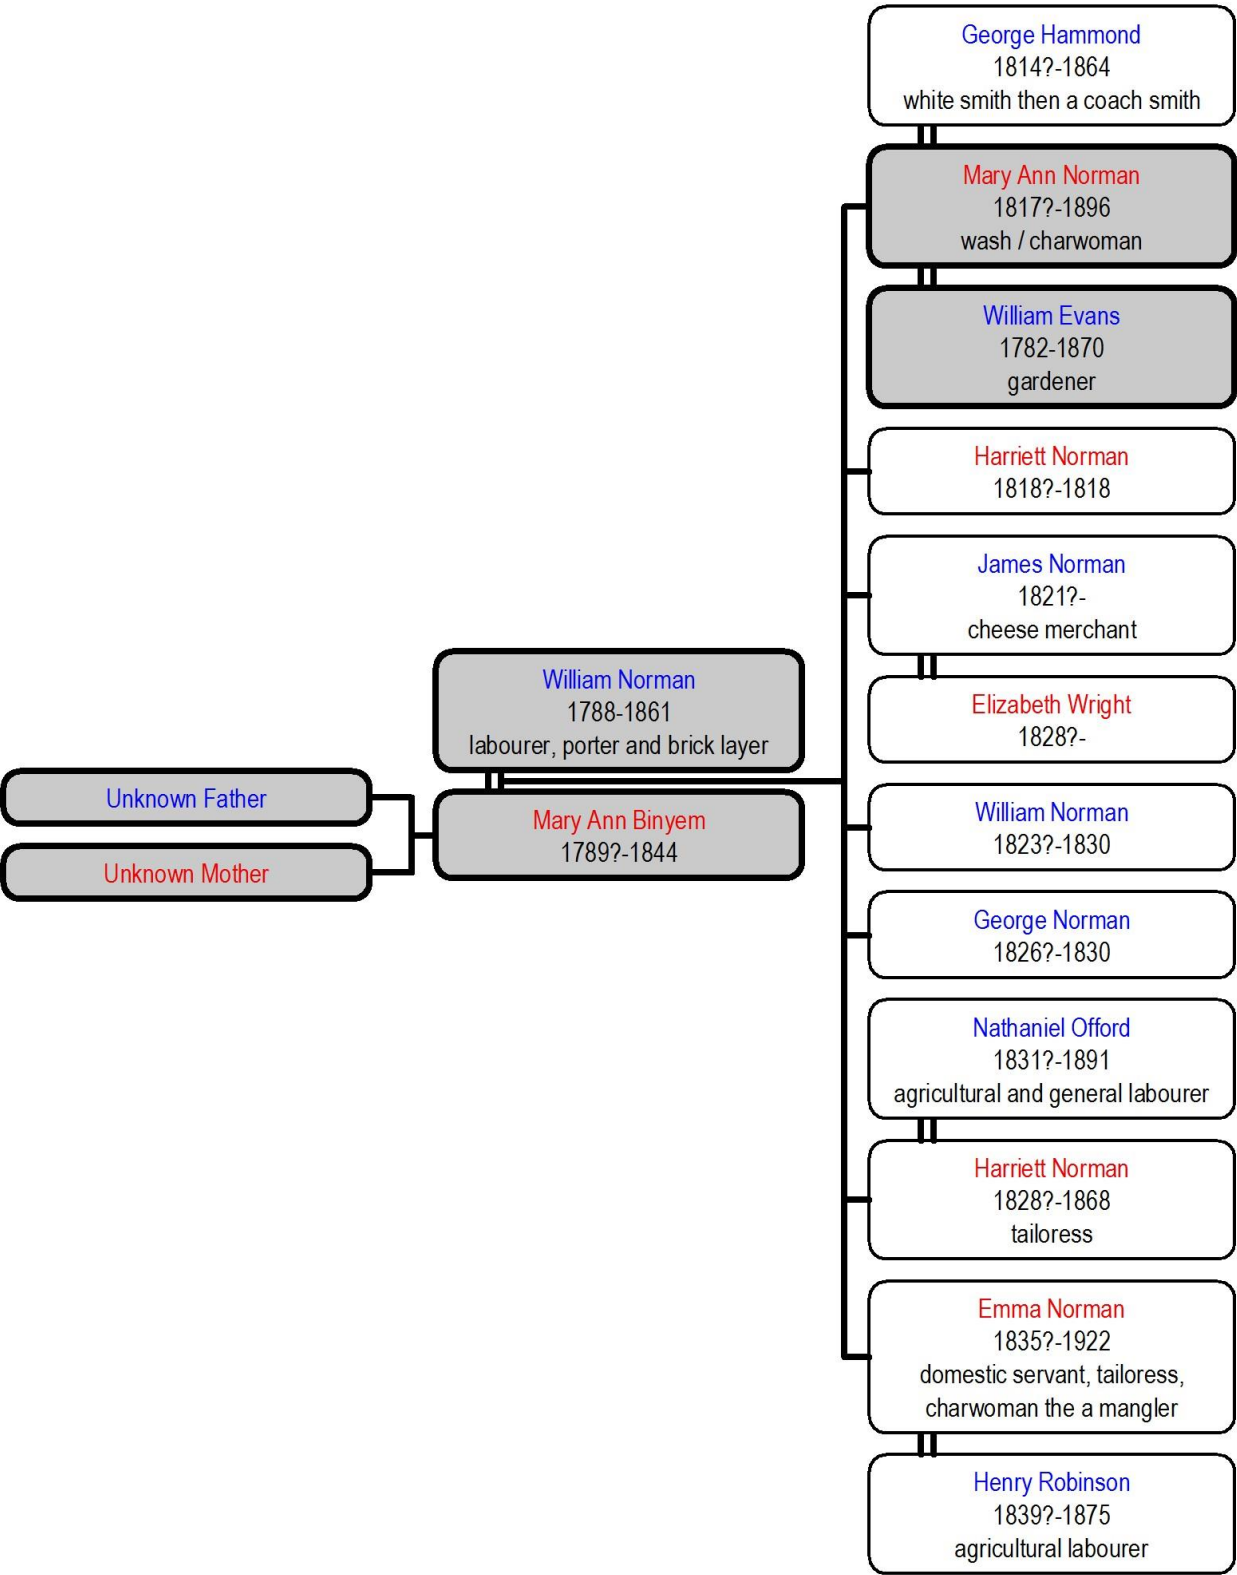 George Hammond
1814?-1864
white smith then a coach smith
Mary Ann Norman
1817?-1896
wash / charwoman
William Evans
1782-1870
gardener
Harriett Norman
1818?-1818
James Norman
1821?-
cheese merchant
Elizabeth Wright
1828?-
William Norman
1788-1861
labourer, porter and brick layer
Mary Ann Binyem
1789?-1844
Unknown Father
Unknown Mother
William Norman
1823?-1830
George Norman
1826?-1830
Nathaniel Offord
1831?-1891
agricultural and general labourer
Harriett Norman
1828?-1868
tailoress
Emma Norman
1835?-1922
domestic servant, tailoress,
charwoman the a mangler
Henry Robinson
1839?-1875
agricultural labourer